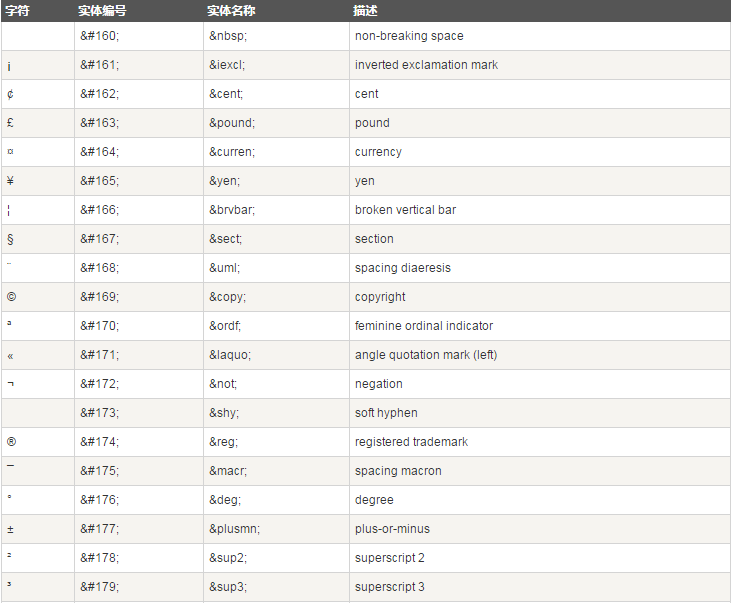 字符 实体编号 实体名称 描述
&#160; &nbsp; non-breaking space
¡ &#161; &iexcl; inverted exclamation mark
¢ &#162; &cent; cent
£ &#163; &pound; pound
¤ &#164; &curren; currency
¥ &#165; &yen; yen
¦ &#166; &brvbar; broken vertical bar
§ &#167; &sect; section
¨ &#168; &uml; spacing diaeresis
© &#169; &copy; copyright
ª &#170; &ordf; feminine ordinal indicator
« &#171; &laquo; angle quotation mark (left)
¬ &#172; &not; negation
&#173; &shy; soft hyphen
® &#174; &reg; registered trademark
¯ &#175; &macr; spacing macron
° &#176; &deg; degree
± &#177; &plusmn; plus-or-minus
² &#178; &sup2; superscript 2
³ &#179; &sup3; superscript 3